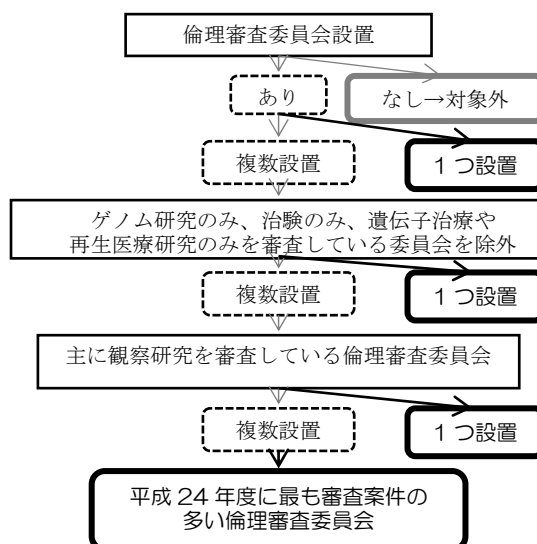 倫理審査委員会設置
あり
なし→対象外
複数設置
1つ設置
ゲノム研究のみ、治験のみ、遺伝子治療や
再生医療研究のみを審査している委員会を除外
複数設置
1つ設置
主に観察研究を審査している倫理審査委員会
複数設置
1つ設置
平成 24 年度に最も審査案件の
多い倫理審査委員会